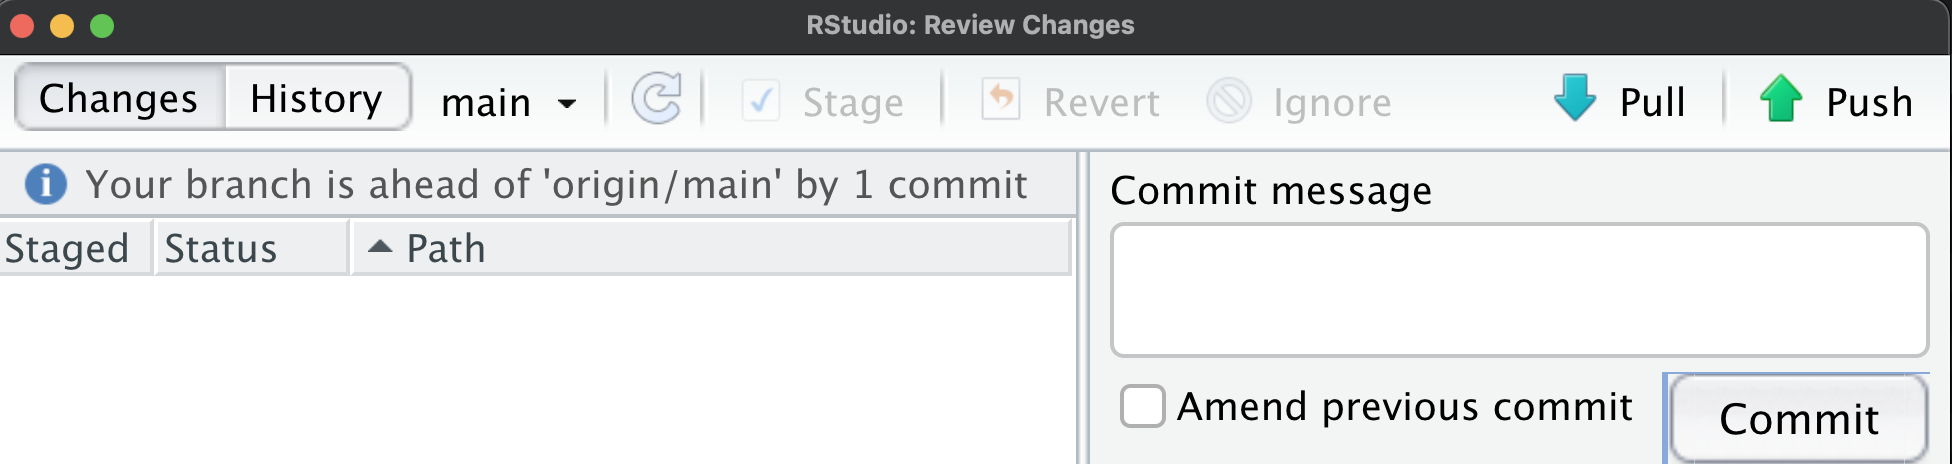 RStudio: Review Changes
Changes History main Stage Revert Ignore Pull Push
Your branch is ahead of 'origin/main' by 1 commit
Staged Status Path
Commit message
Amend previous commit Commit